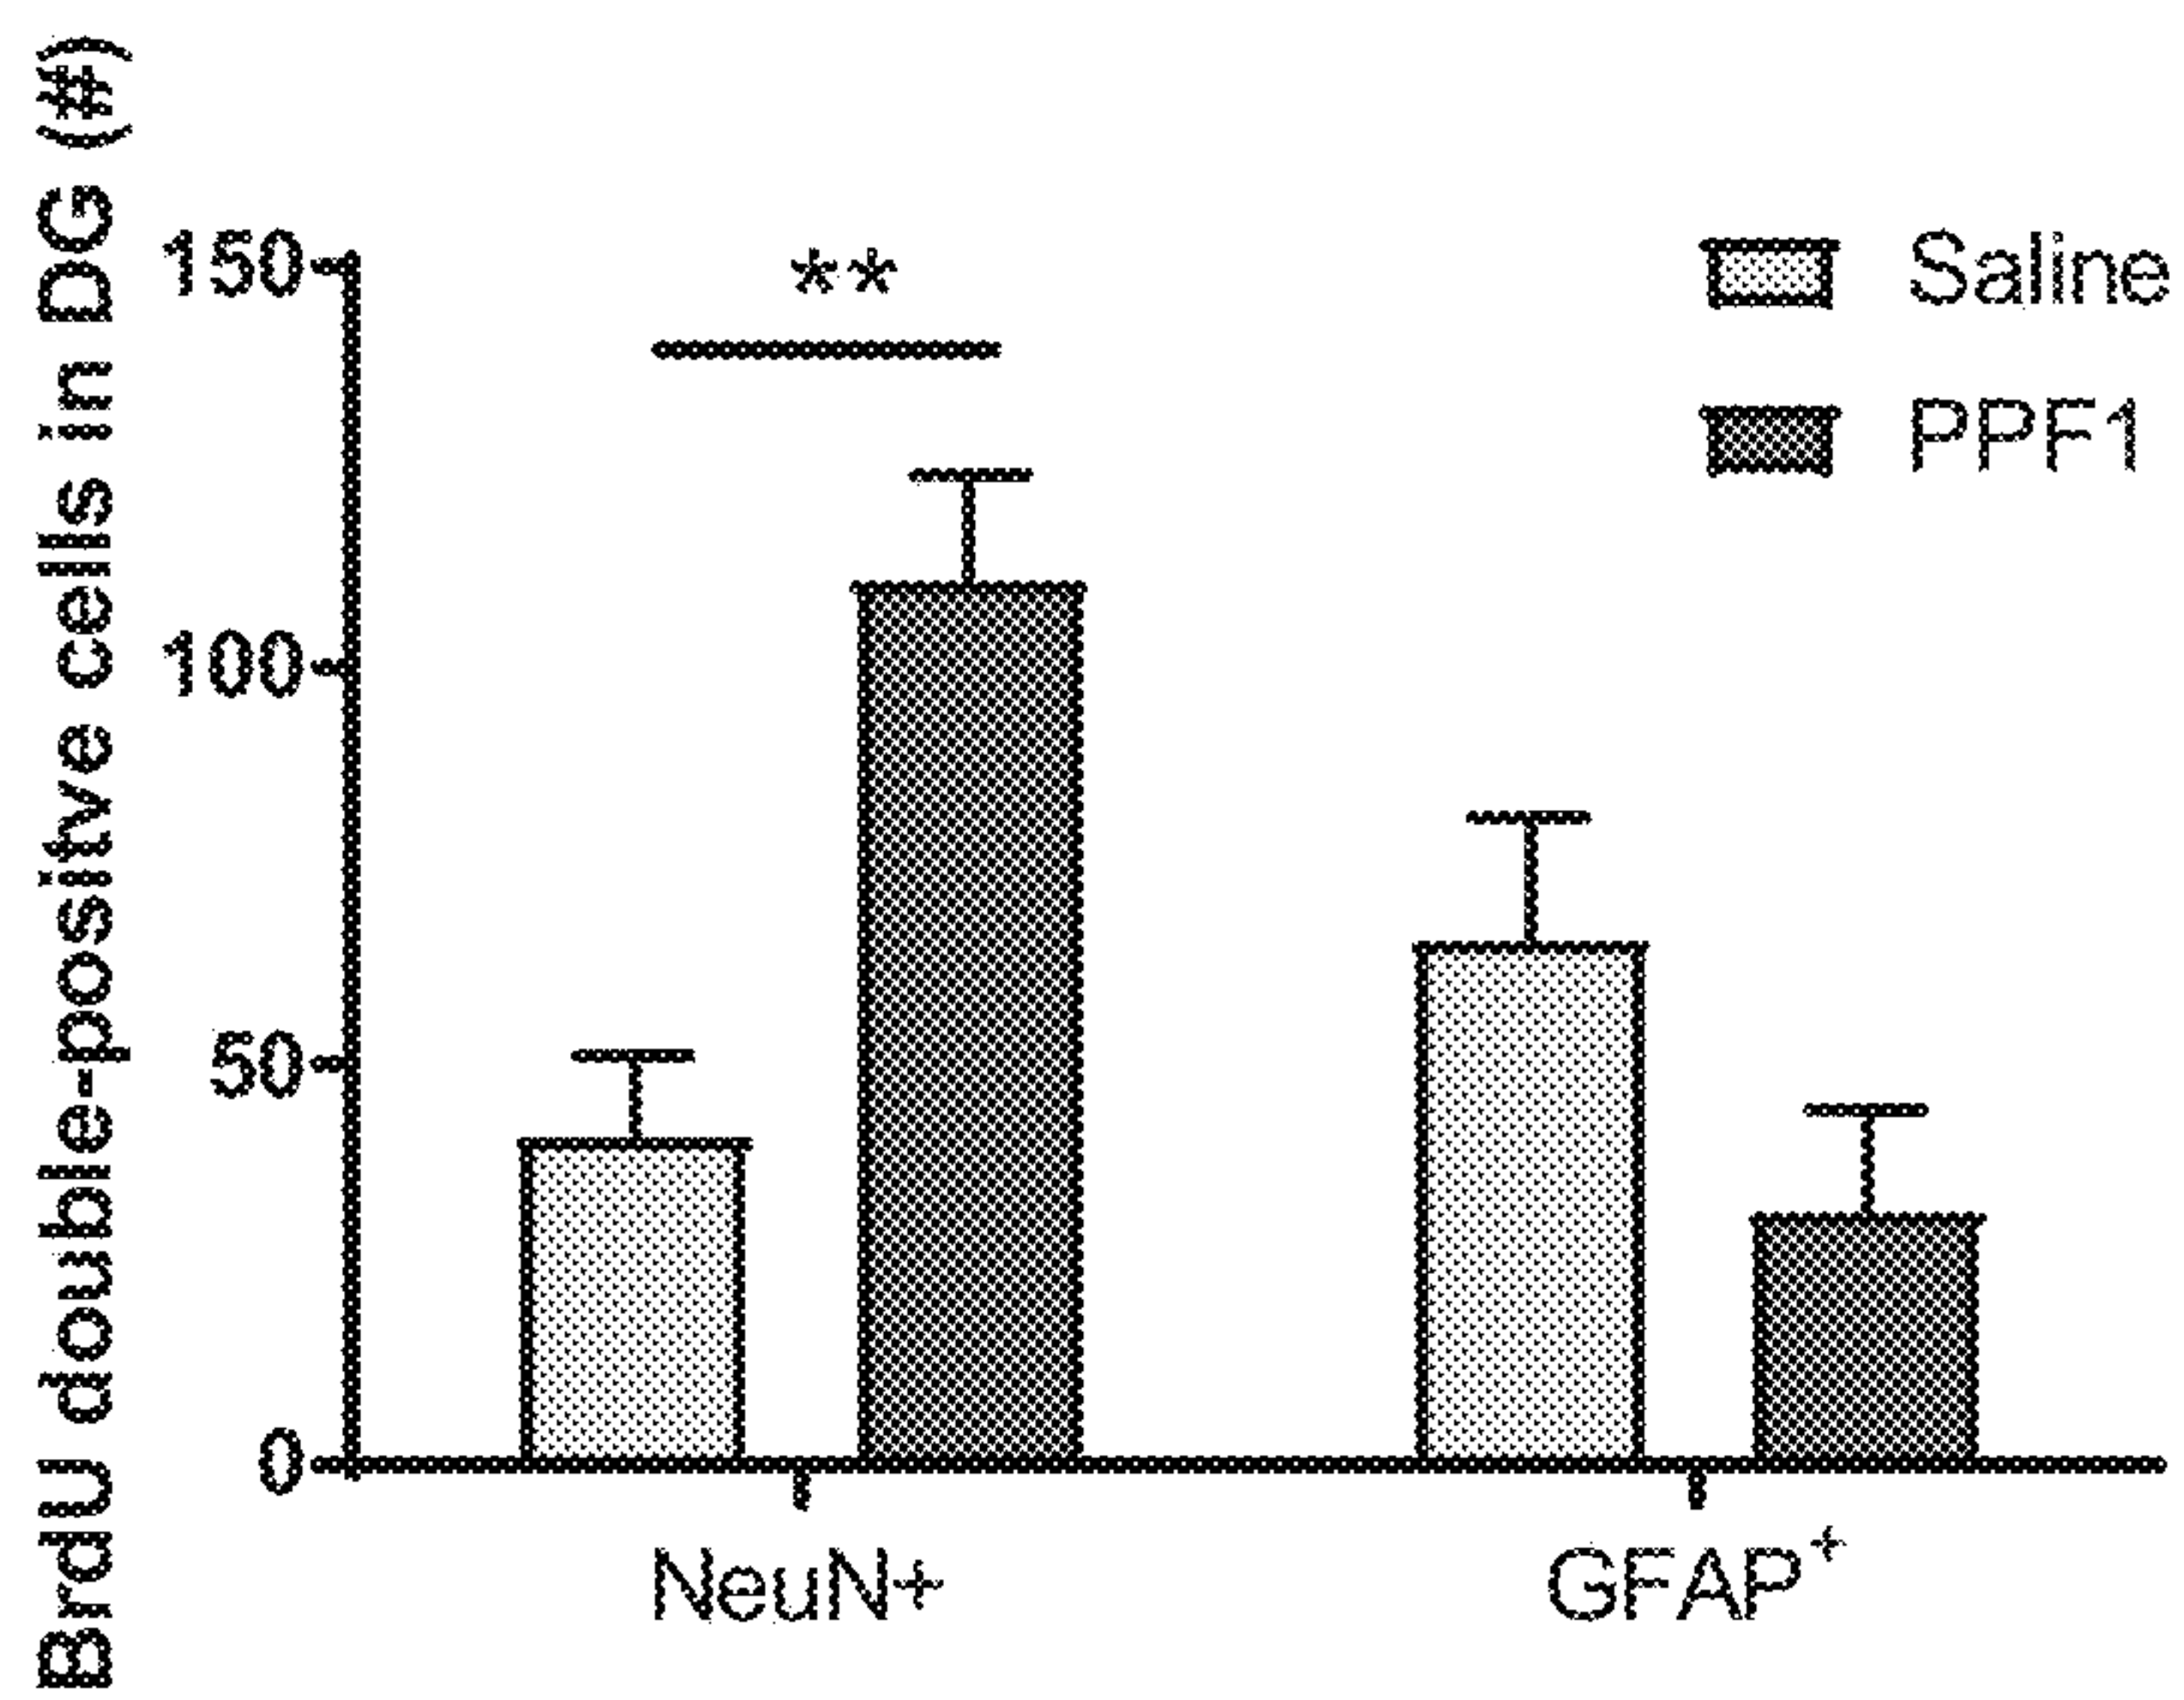 BrdU double-positive cells in DG (#)
150
100
50
0
**
Saline
PPF1
NeuN+
GFAP⁺